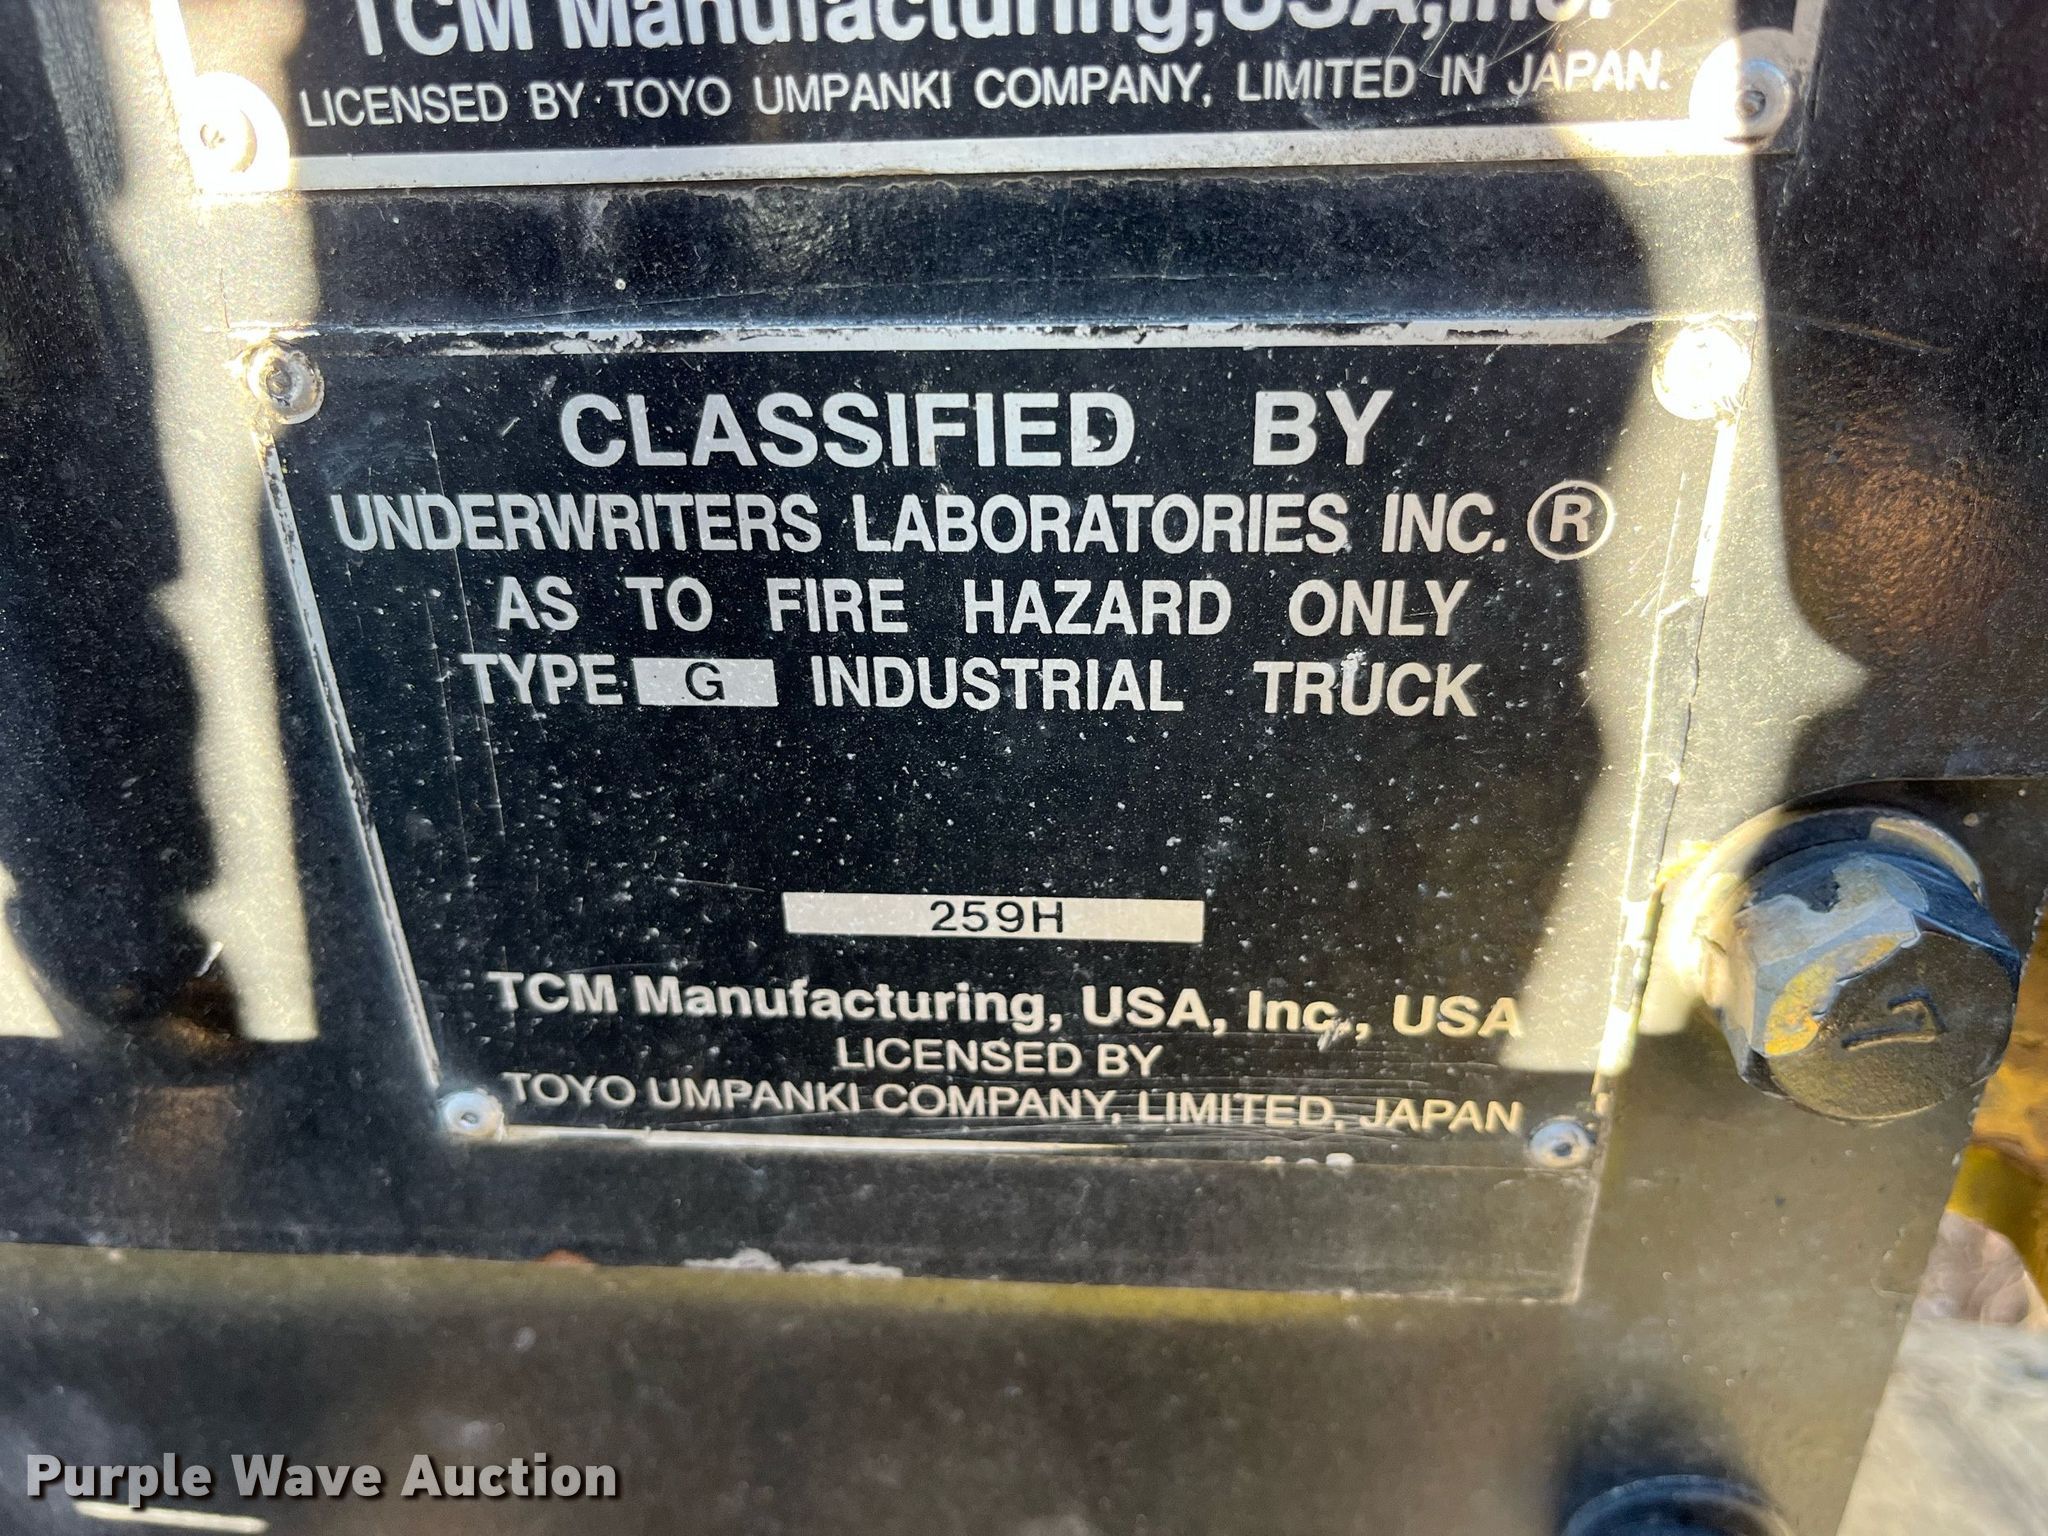 TCM Manufacturing,USA,Inc.
LICENSED BY TOYO UMPANKI COMPANY, LIMITED IN JAPAN.
CLASSIFIED BY
UNDERWRITERS LABORATORIES INC.®
AS TO FIRE HAZARD ONLY
TYPE G INDUSTRIAL TRUCK
259H
TCM Manufacturing, USA, Inc., USA
LICENSED BY
TOYO UMPANKI COMPANY, LIMITED, JAPAN
7
Purple Wave Auction